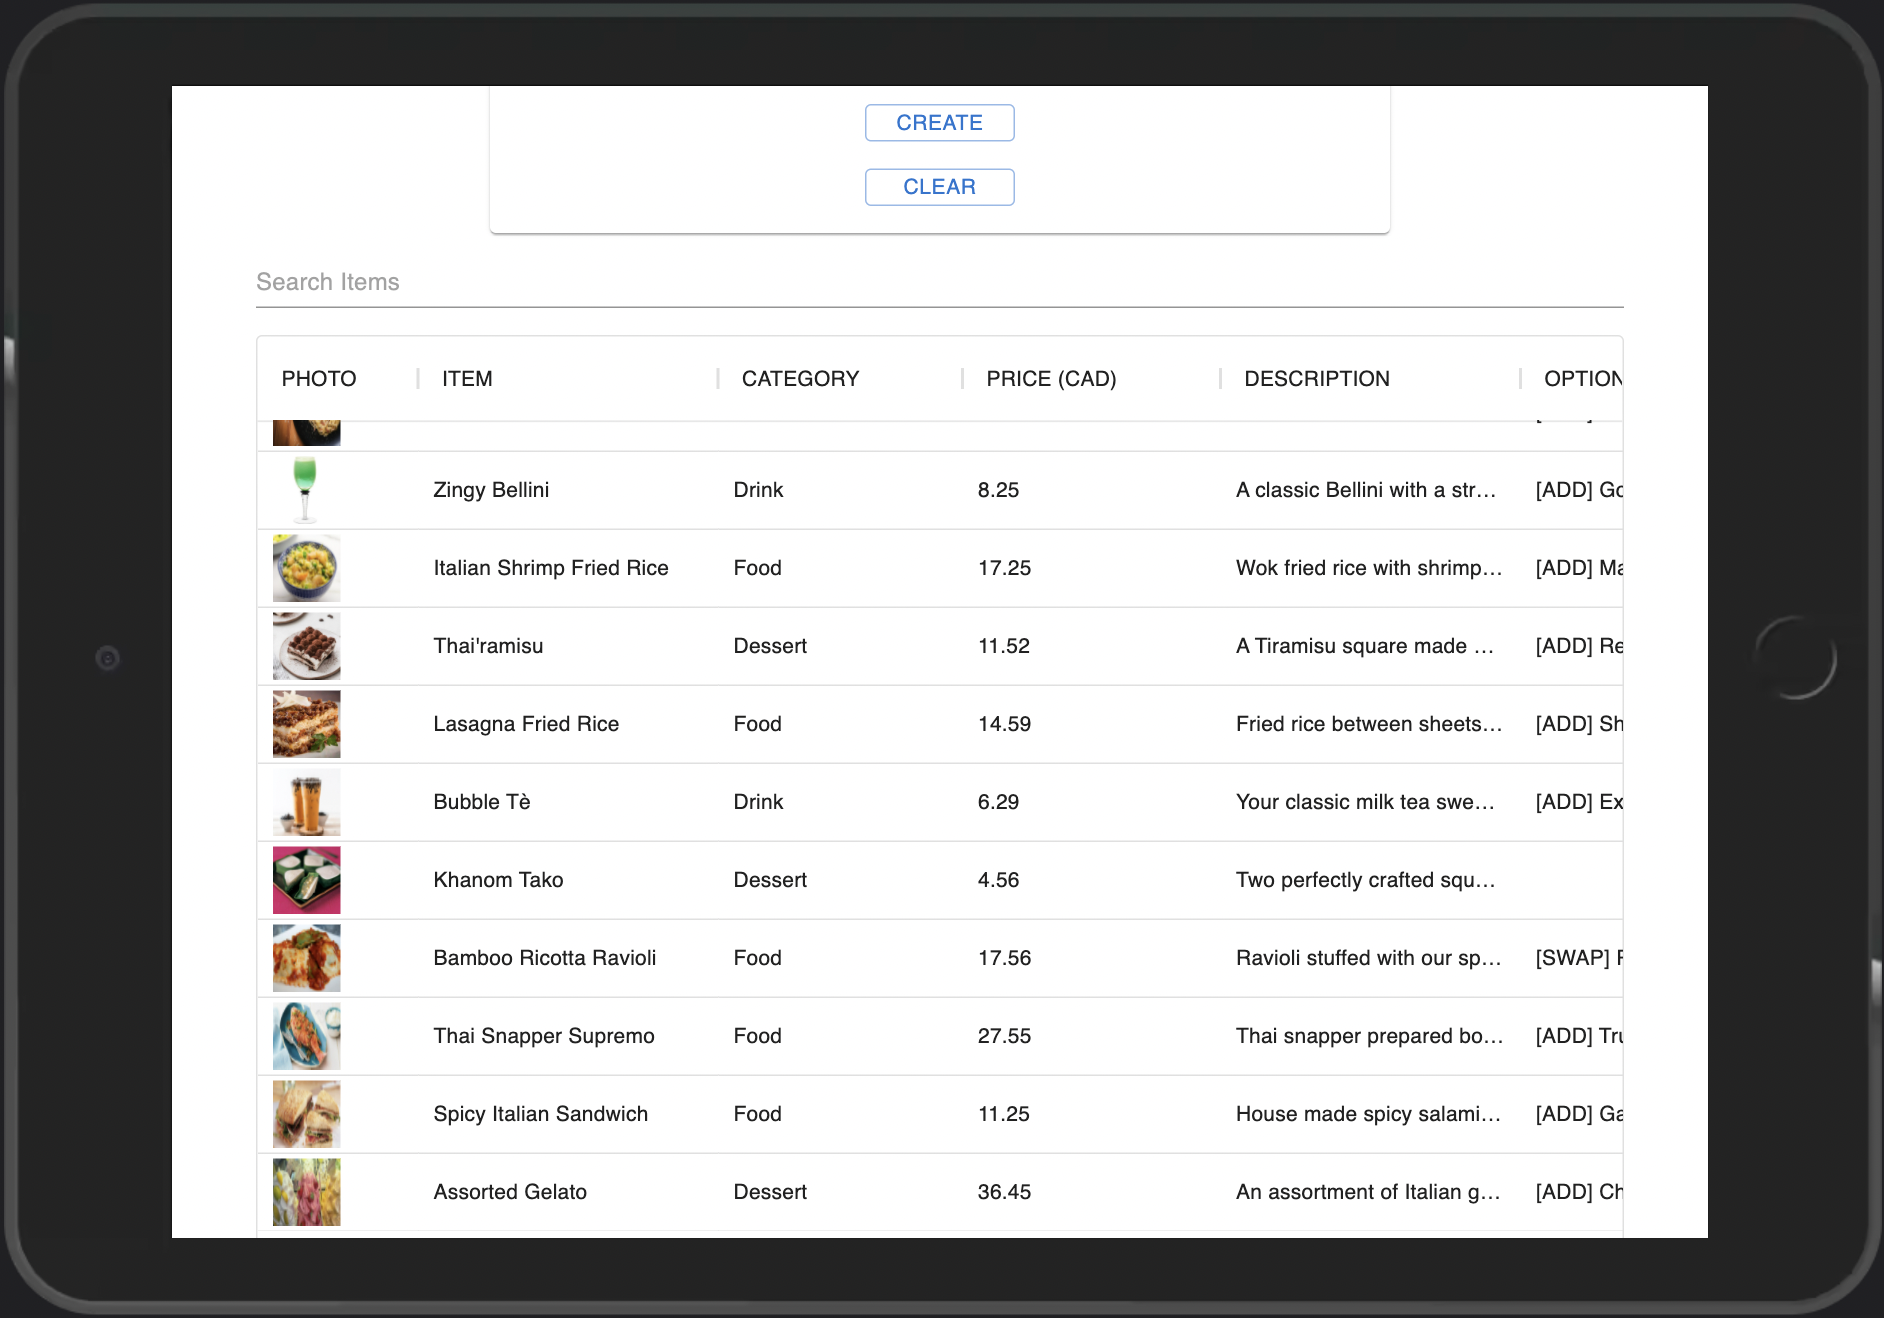 CREATE
CLEAR
Search Items
PHOTO ITEM CATEGORY PRICE (CAD) DESCRIPTION OPTION
Zingy Bellini Drink 8.25 A classic Bellini with a str... [ADD] Go
Italian Shrimp Fried Rice Food 17.25 Wok fried rice with shrimp... [ADD] Ma
Thai'ramisu Dessert 11.52 A Tiramisu square made ... [ADD] Re
Lasagna Fried Rice Food 14.59 Fried rice between sheets... [ADD] Sh
Bubble Tè Drink 6.29 Your classic milk tea swe... [ADD] Ex
Khanom Tako Dessert 4.56 Two perfectly crafted squ...
Bamboo Ricotta Ravioli Food 17.56 Ravioli stuffed with our sp... [SWAP]
Thai Snapper Supremo Food 27.55 Thai snapper prepared bo... [ADD] Tru
Spicy Italian Sandwich Food 11.25 House made spicy salami... [ADD] Ga
Assorted Gelato Dessert 36.45 An assortment of Italian g... [ADD] Ch